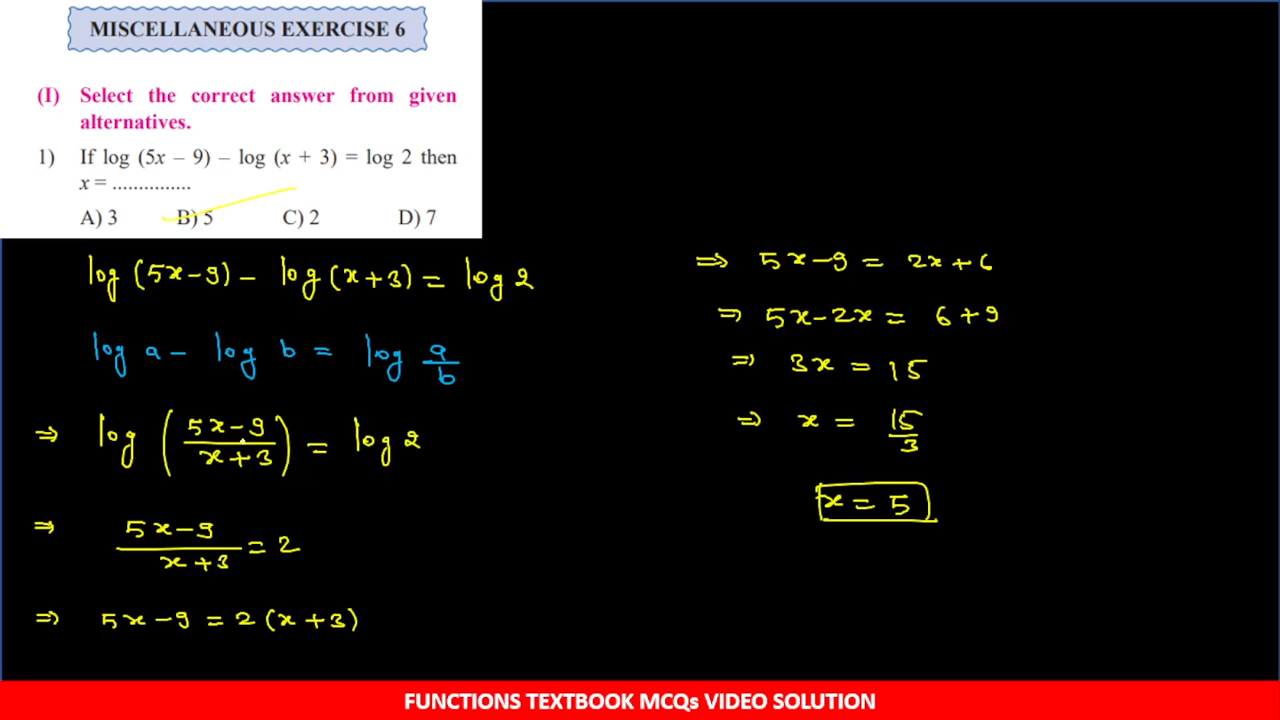 MISCELLANEOUS EXERCISE 6
(I) Select the correct answer from given
alternatives.
1) If log (5x – 9) – log (x + 3) = log 2 then
x = ...............
A) 3 B) 5 C) 2 D) 7
log (5x-9) - log (x+3) = log 2
log a - log b = log a/b
⇒ log ( (5x-9)/(x+3) ) = log 2
⇒ (5x-9)/(x+3) = 2
⇒ 5x-9 = 2 (x+3)
⇒ 5x-9 = 2x+6
⇒ 5x-2x = 6+9
⇒ 3x = 15
⇒ x = 15/3
x = 5
FUNCTIONS TEXTBOOK MCQs VIDEO SOLUTION